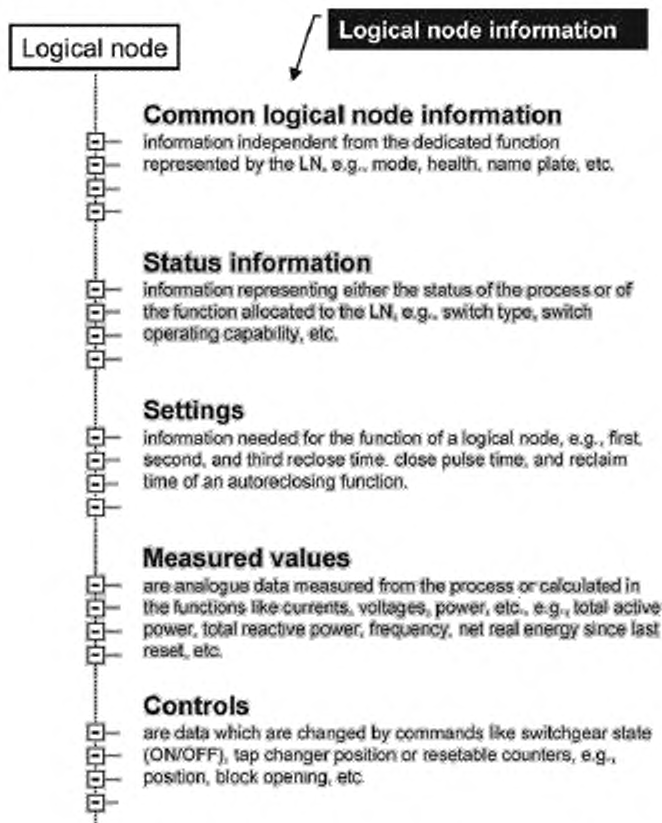 Logical node information
Logical node
Common logical node information
information independent from the dedicated function
represented by the LN, e.g., mode, health, name plate, etc.
Status information
information representing either the status of the process or of
the function allocated to the LN, e.g., switch type, switch
operating capability, etc.
Settings
information needed for the function of a logical node, e.g., first,
second, and third reclose time. close pulse time, and reclaim
time of an autoreclosing function.
Measured values
are analogue data measured from the process or calculated in
the functions like currents, voltages, power, etc., e.g., total active
power, total reactive power, frequency, net real energy since last
reset, etc.
Controls
are data which are changed by commands like switchgear state
(ON/OFF), tap changer position or resetable counters, e.g.,
position, block opening, etc